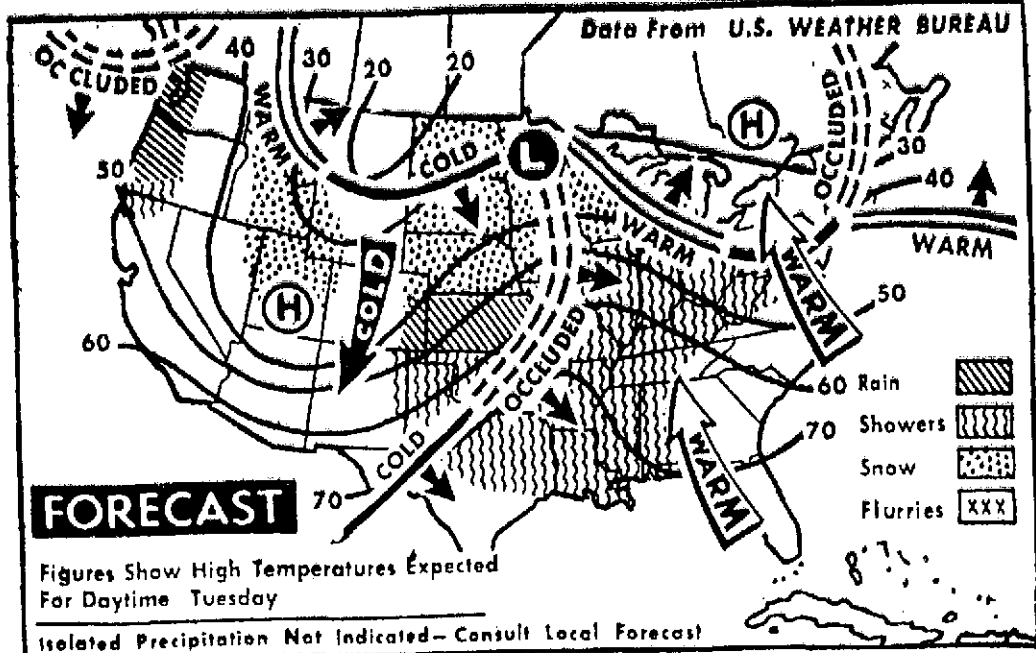 Data From U.S. WEATHER BUREAU
OCCLUDED
40
30
20
20
WARM
COLD
L
H
OCCLUDED
30
40
WARM
50
WARM
COLD
H
WARM
50
60
OCCLUDED
60
70
COLD
70
WARM
Rain
Showers
Snow
Flurries XXX
FORECAST
Figures Show High Temperatures Expected
For Daytime Tuesday
Isolated Precipitation Not Indicated – Consult Local Forecast